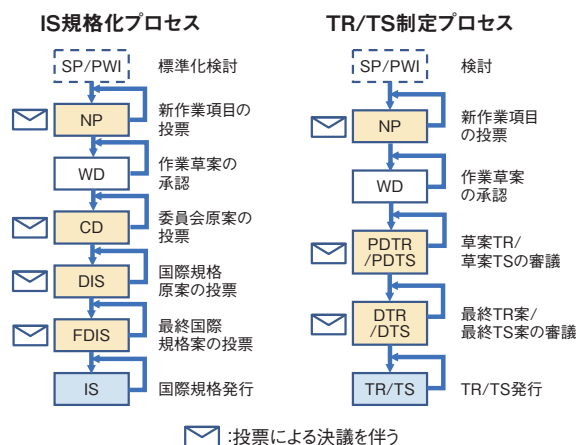 IS規格化プロセス
SP/PWI
標準化検討
NP
新作業項目の
投票
WD
作業草案の
承認
CD
委員会原案の
投票
DIS
国際規格
原案の投票
FDIS
最終国際
規格案の投票
IS
国際規格発行
TR/TS制定プロセス
SP/PWI
検討
NP
新作業項目
の投票
WD
作業草案
の承認
PDTR
/PDTS
草案TR/
草案TSの審議
DTR
/DTS
最終TR案/
最終TS案の審議
TR/TS
TR/TS発行
:投票による決議を伴う